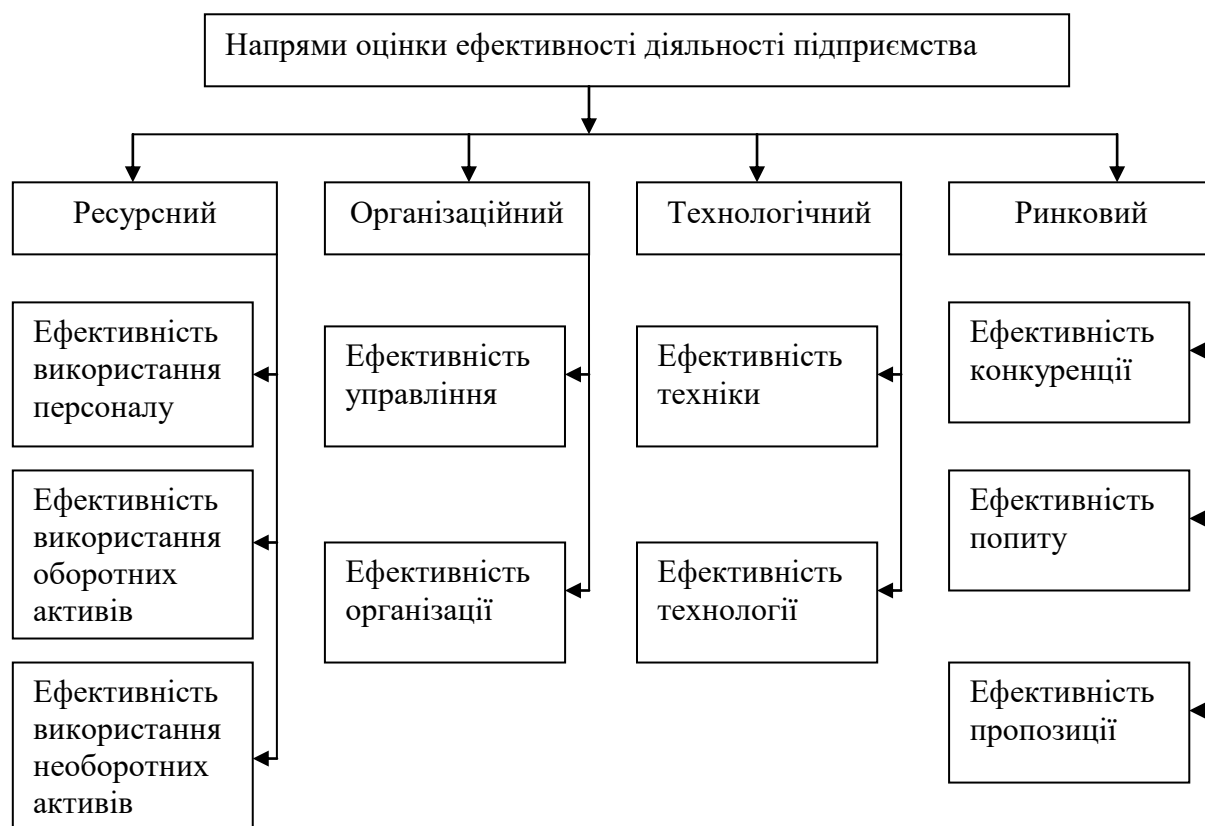 Напрями оцінки ефективності діяльності підприємства
Ресурсний
Організаційний
Технологічний
Ринковий
Ефективність
використання
персоналу
Ефективність
управління
Ефективність
техніки
Ефективність
конкуренції
Ефективність
використання
оборотних
активів
Ефективність
організації
Ефективність
технології
Ефективність
попиту
Ефективність
використання
необоротних
активів
Ефективність
пропозиції